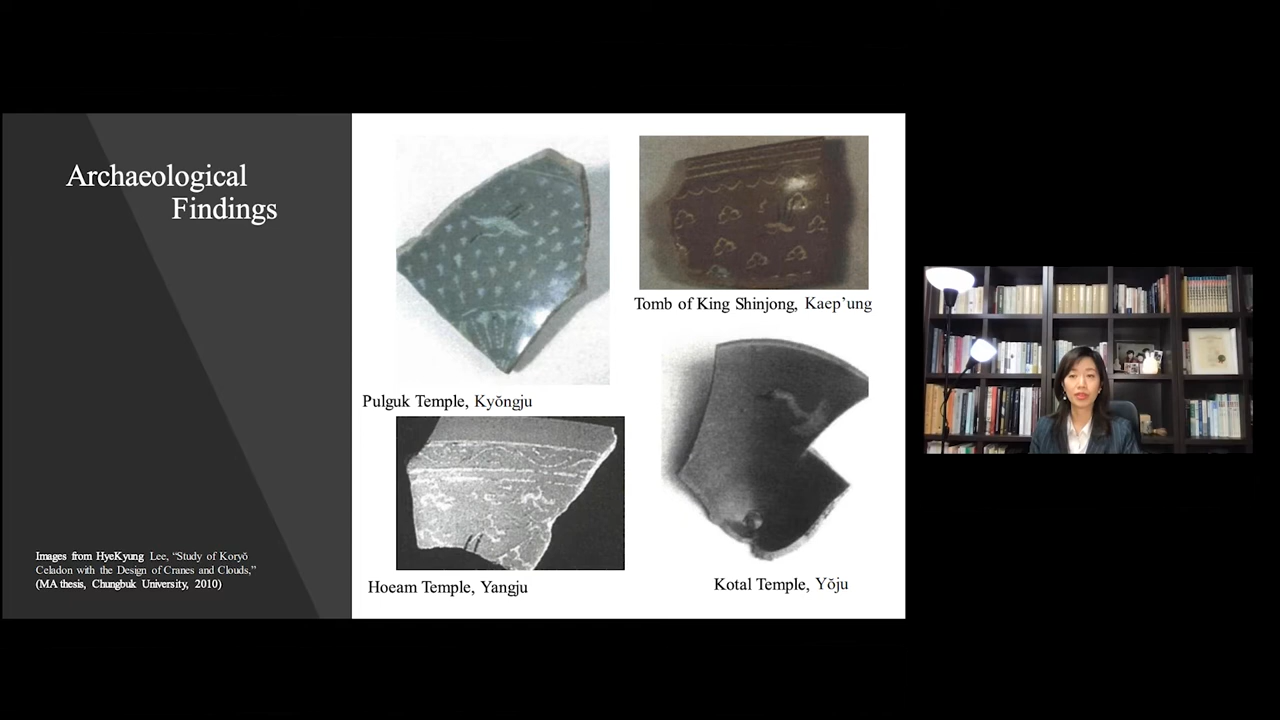 Archaeological
Findings
Images from HyeKyung Lee, “Study of Koryŏ
Celadon with the Design of Cranes and Clouds,”
(MA thesis, Chungbuk University, 2010)
Pulguk Temple, Kyŏngju
Tomb of King Shinjong, Kaep’ung
Hoeam Temple, Yangju
Kotal Temple, Yŏju